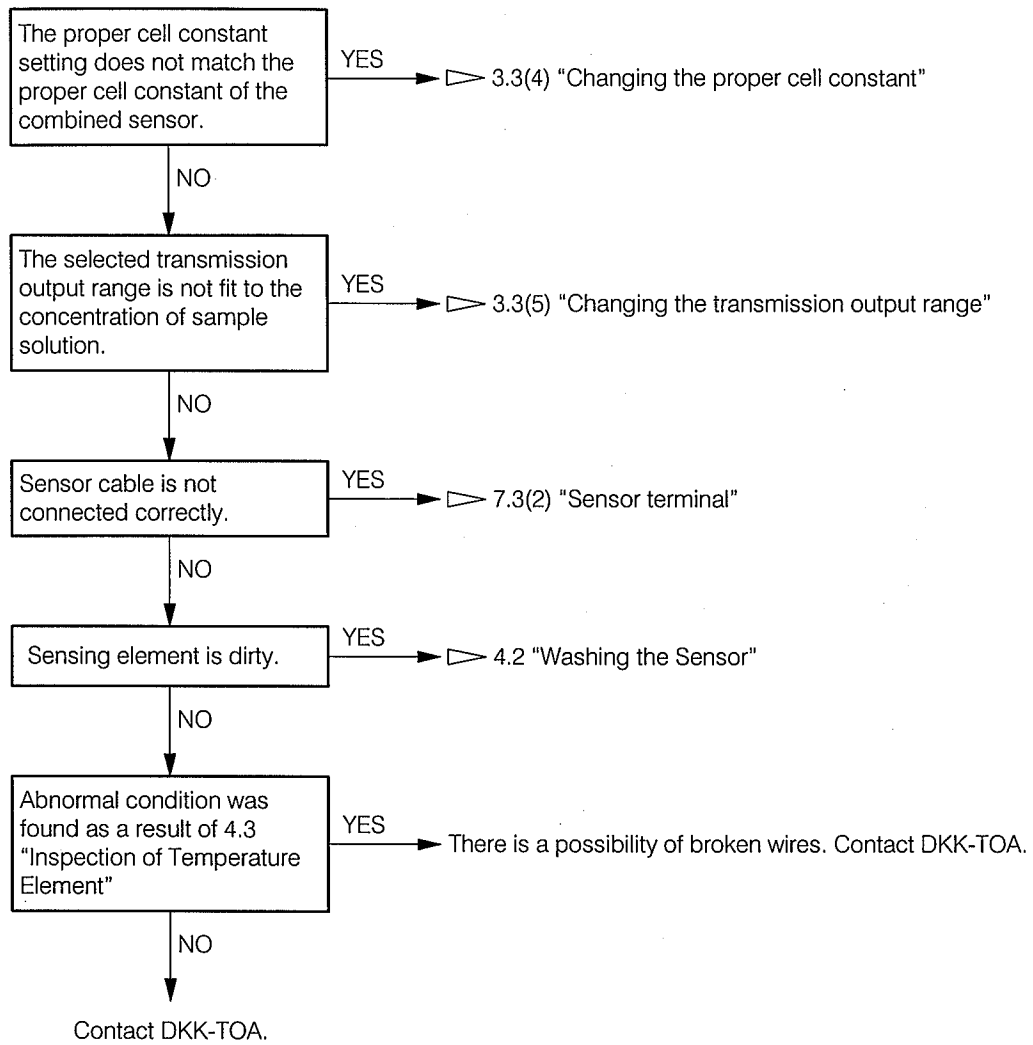 The proper cell constant
setting does not match the
proper cell constant of the
combined sensor.
YES
3.3(4) “Changing the proper cell constant”
NO
The selected transmission
output range is not fit to the
concentration of sample
solution.
YES
3.3(5) “Changing the transmission output range”
NO
Sensor cable is not
connected correctly.
YES
7.3(2) “Sensor terminal”
NO
Sensing element is dirty.
YES
4.2 “Washing the Sensor”
NO
Abnormal condition was
found as a result of 4.3
“Inspection of Temperature
Element”
YES
There is a possibility of broken wires. Contact DKK-TOA.
NO
Contact DKK-TOA.